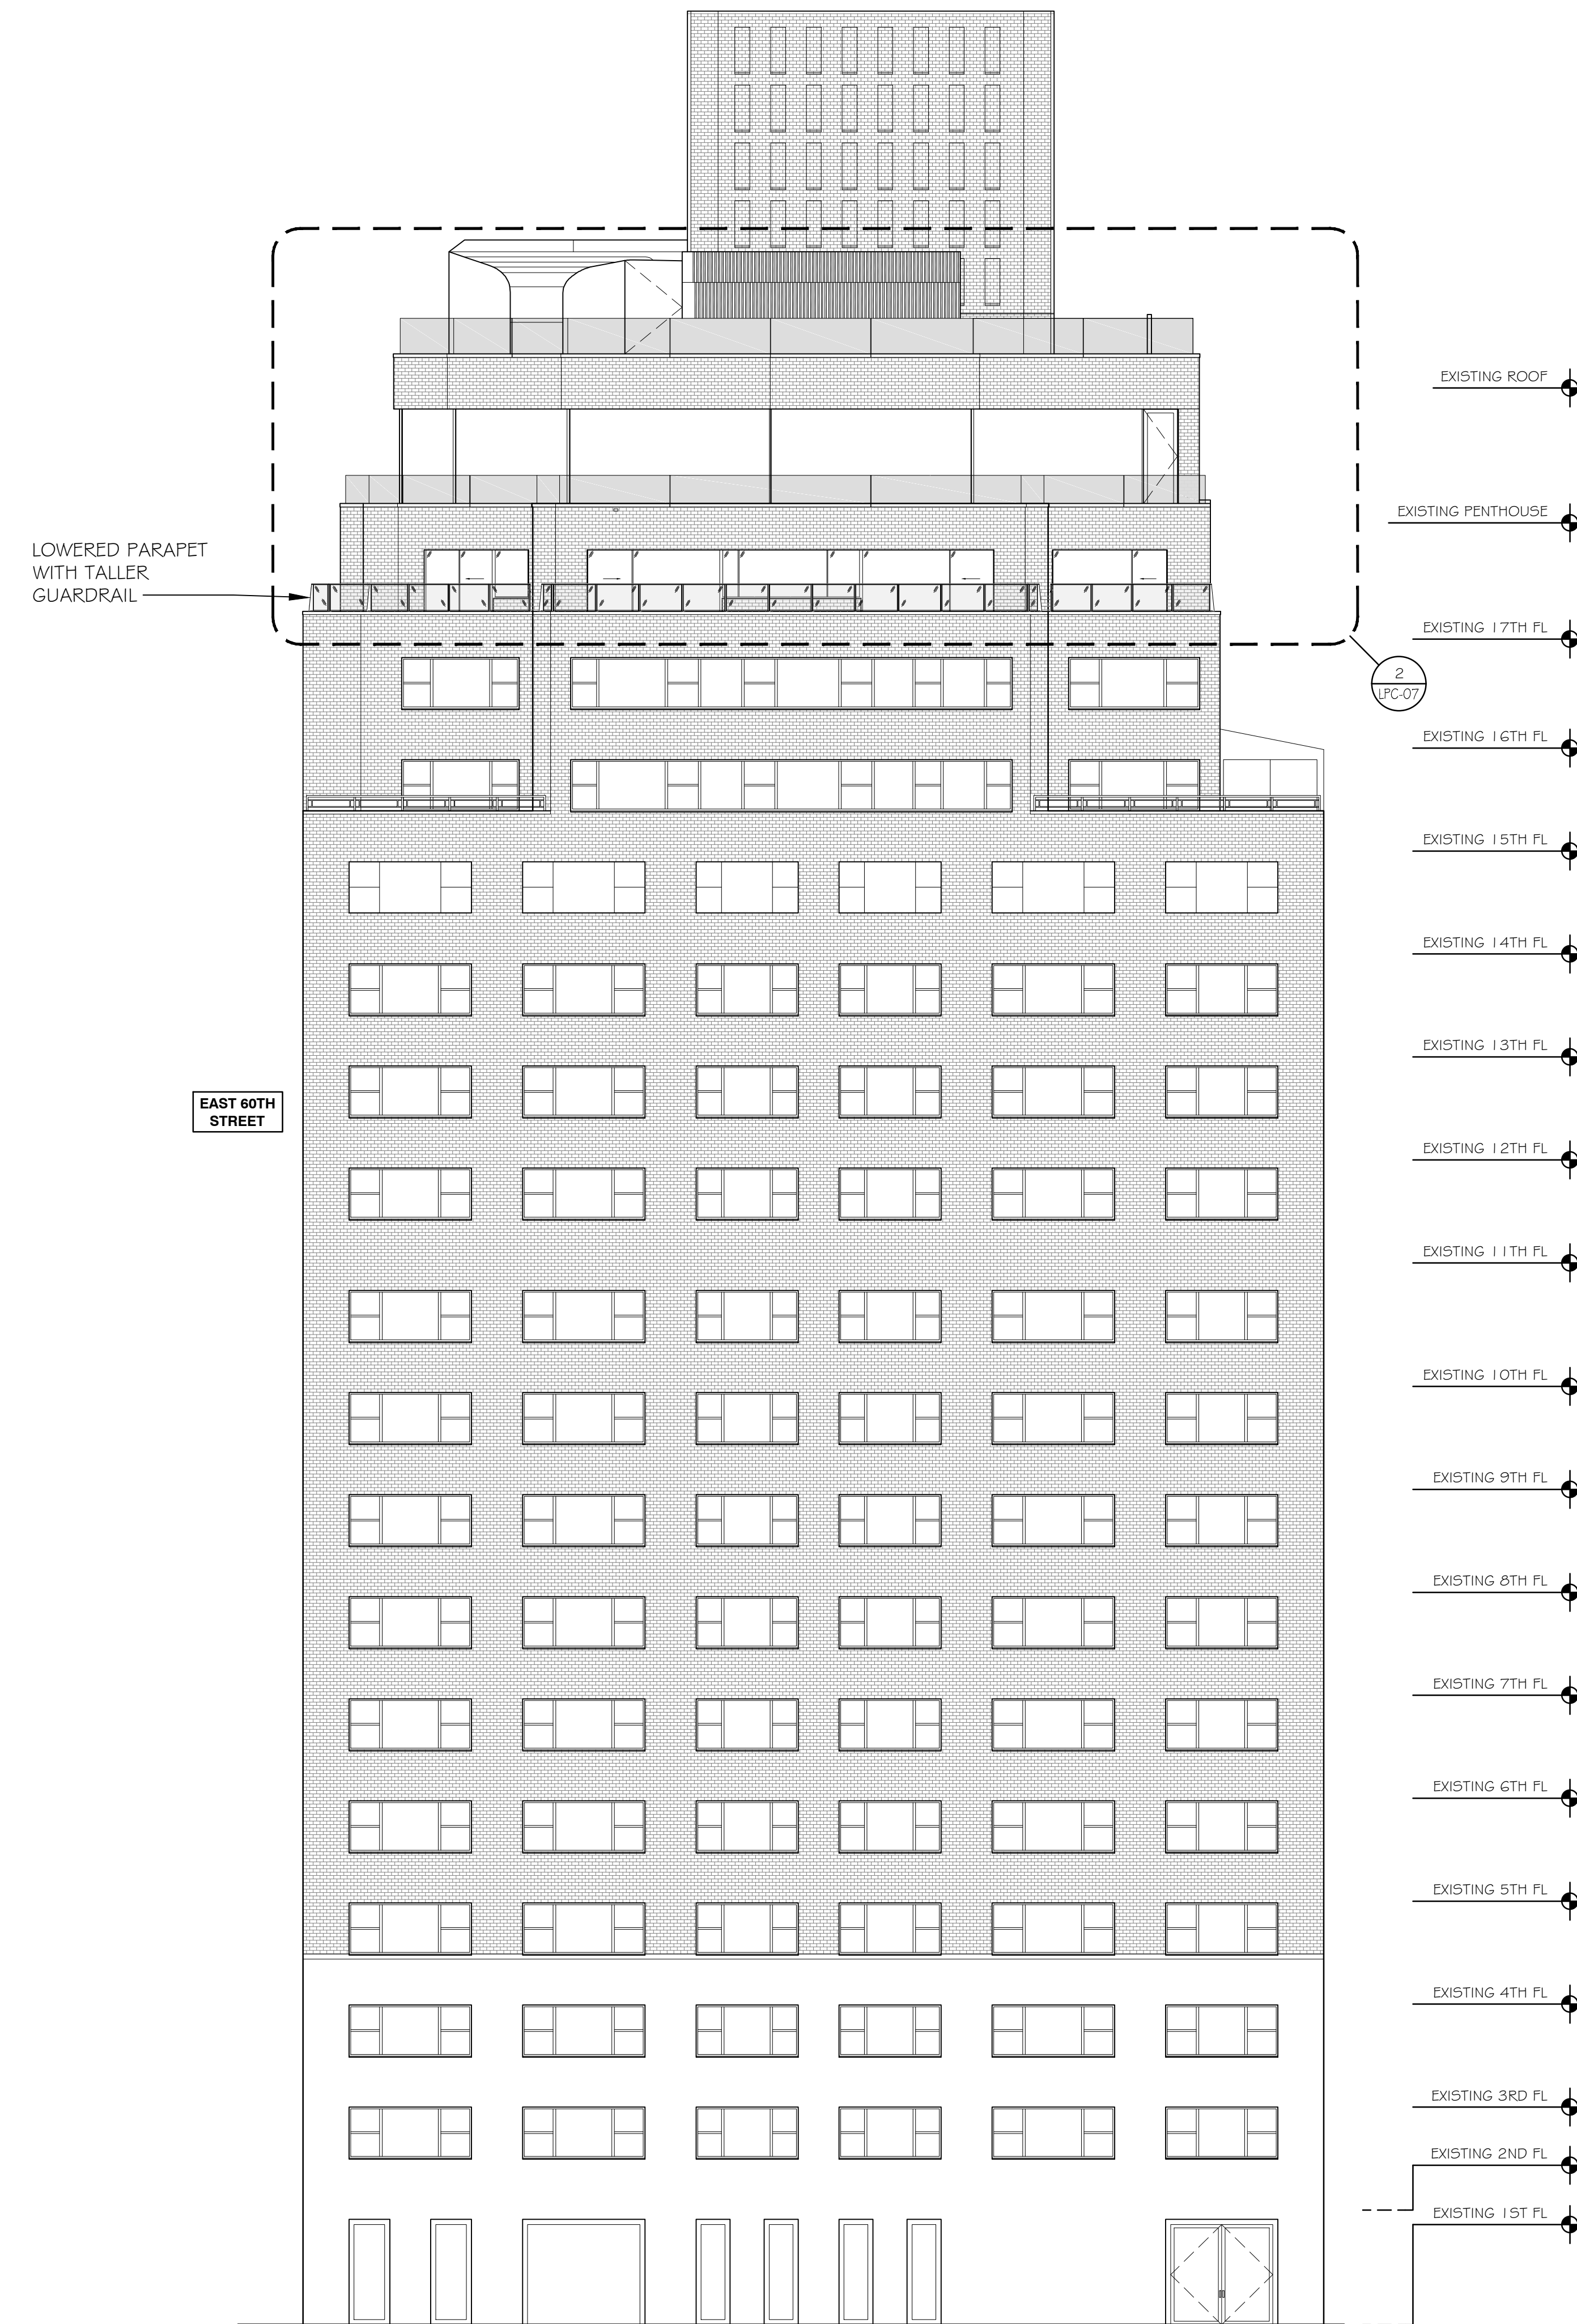 EXISTING ROOF
EXISTING PENTHOUSE
LOWERED PARAPET
WITH TALLER
GUARDRAIL
EXISTING 17TH FL
2
LPC-07
EXISTING 16TH FL
EXISTING 15TH FL
EXISTING 14TH FL
EXISTING 13TH FL
EAST 60TH
STREET
EXISTING 12TH FL
EXISTING 11TH FL
EXISTING 10TH FL
EXISTING 9TH FL
EXISTING 8TH FL
EXISTING 7TH FL
EXISTING 6TH FL
EXISTING 5TH FL
EXISTING 4TH FL
EXISTING 3RD FL
EXISTING 2ND FL
EXISTING 1ST FL